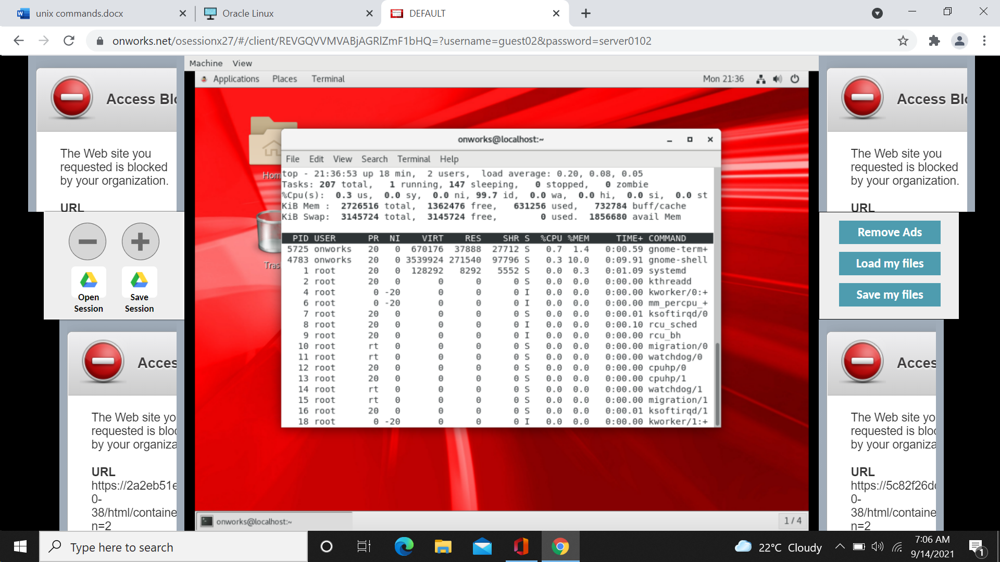 unix commands.docx
Oracle Linux
DEFAULT
onworks.net/osessionx27/#/client/REVGQVVMVABjAGRlZmF1bHQ=?username=guest02&password=server0102
Machine View
Applications Places Terminal Mon 21:36
Access Blo
The Web site you
requested is blocked
by your organization.
URL
Open
Session
Save
Session
Acces
The Web site yo
requested is bloc
by your organiza
URL
https://2a2eb51e
0-
38/html/containe
n=2
Home
Trash
onworks@localhost:~
File Edit View Search Terminal Help
top - 21:36:53 up 18 min, 2 users, load average: 0.20, 0.08, 0.05
Tasks: 207 total, 1 running, 147 sleeping, 0 stopped, 0 zombie
%Cpu(s): 0.3 us, 0.0 sy, 0.0 ni, 99.7 id, 0.0 wa, 0.0 hi, 0.0 si, 0.0 st
KiB Mem : 2726516 total, 1362476 free, 631256 used, 732784 buff/cache
KiB Swap: 3145724 total, 3145724 free, 0 used. 1856680 avail Mem
PID USER PR NI VIRT RES SHR S %CPU %MEM TIME+ COMMAND
5725 onworks 20 0 670176 37888 27712 S 0.7 1.4 0:00.59 gnome-term+
4783 onworks 20 0 3539924 271540 97796 S 0.3 10.0 0:09.91 gnome-shell
1 root 20 0 128292 8292 5552 S 0.0 0.3 0:01.09 systemd
2 root 20 0 0 0 0 S 0.0 0.0 0:00.00 kthreadd
4 root 0 -20 0 0 0 I 0.0 0.0 0:00.00 kworker/0:+
6 root 0 -20 0 0 0 I 0.0 0.0 0:00.00 mm_percpu_+
7 root 20 0 0 0 0 S 0.0 0.0 0:00.01 ksoftirqd/0
8 root 20 0 0 0 0 I 0.0 0.0 0:00.10 rcu_sched
9 root 20 0 0 0 0 I 0.0 0.0 0:00.00 rcu_bh
10 root rt 0 0 0 0 S 0.0 0.0 0:00.00 migration/0
11 root rt 0 0 0 0 S 0.0 0.0 0:00.00 watchdog/0
12 root 20 0 0 0 0 S 0.0 0.0 0:00.00 cpuhp/0
13 root 20 0 0 0 0 S 0.0 0.0 0:00.00 cpuhp/1
14 root rt 0 0 0 0 S 0.0 0.0 0:00.00 watchdog/1
15 root rt 0 0 0 0 S 0.0 0.0 0:00.00 migration/1
16 root 20 0 0 0 0 S 0.0 0.0 0:00.01 ksoftirqd/1
18 root 0 -20 0 0 0 I 0.0 0.0 0:00.00 kworker/1:+
onworks@localhost:~
1 / 4
Access Blo
The Web site you
requested is blocked
by your organization.
URL
Remove Ads
Load my files
Save my files
Acces
The Web site yo
requested is bloc
by your organiza
URL
https://5c82f26dc
0-
38/html/containe
n=2
Type here to search
22°C Cloudy
7:06 AM
9/14/2021
1